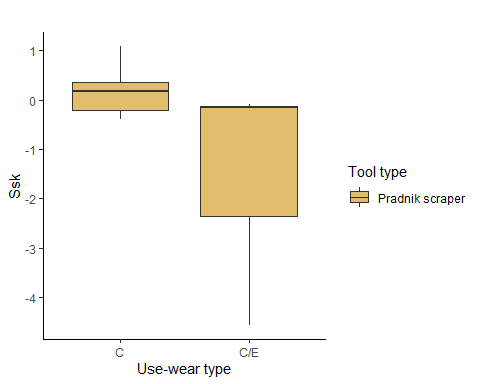 1
0
-1
-2
-3
-4
Ssk
C
C/E
Use-wear type
Tool type
Pradnik scraper